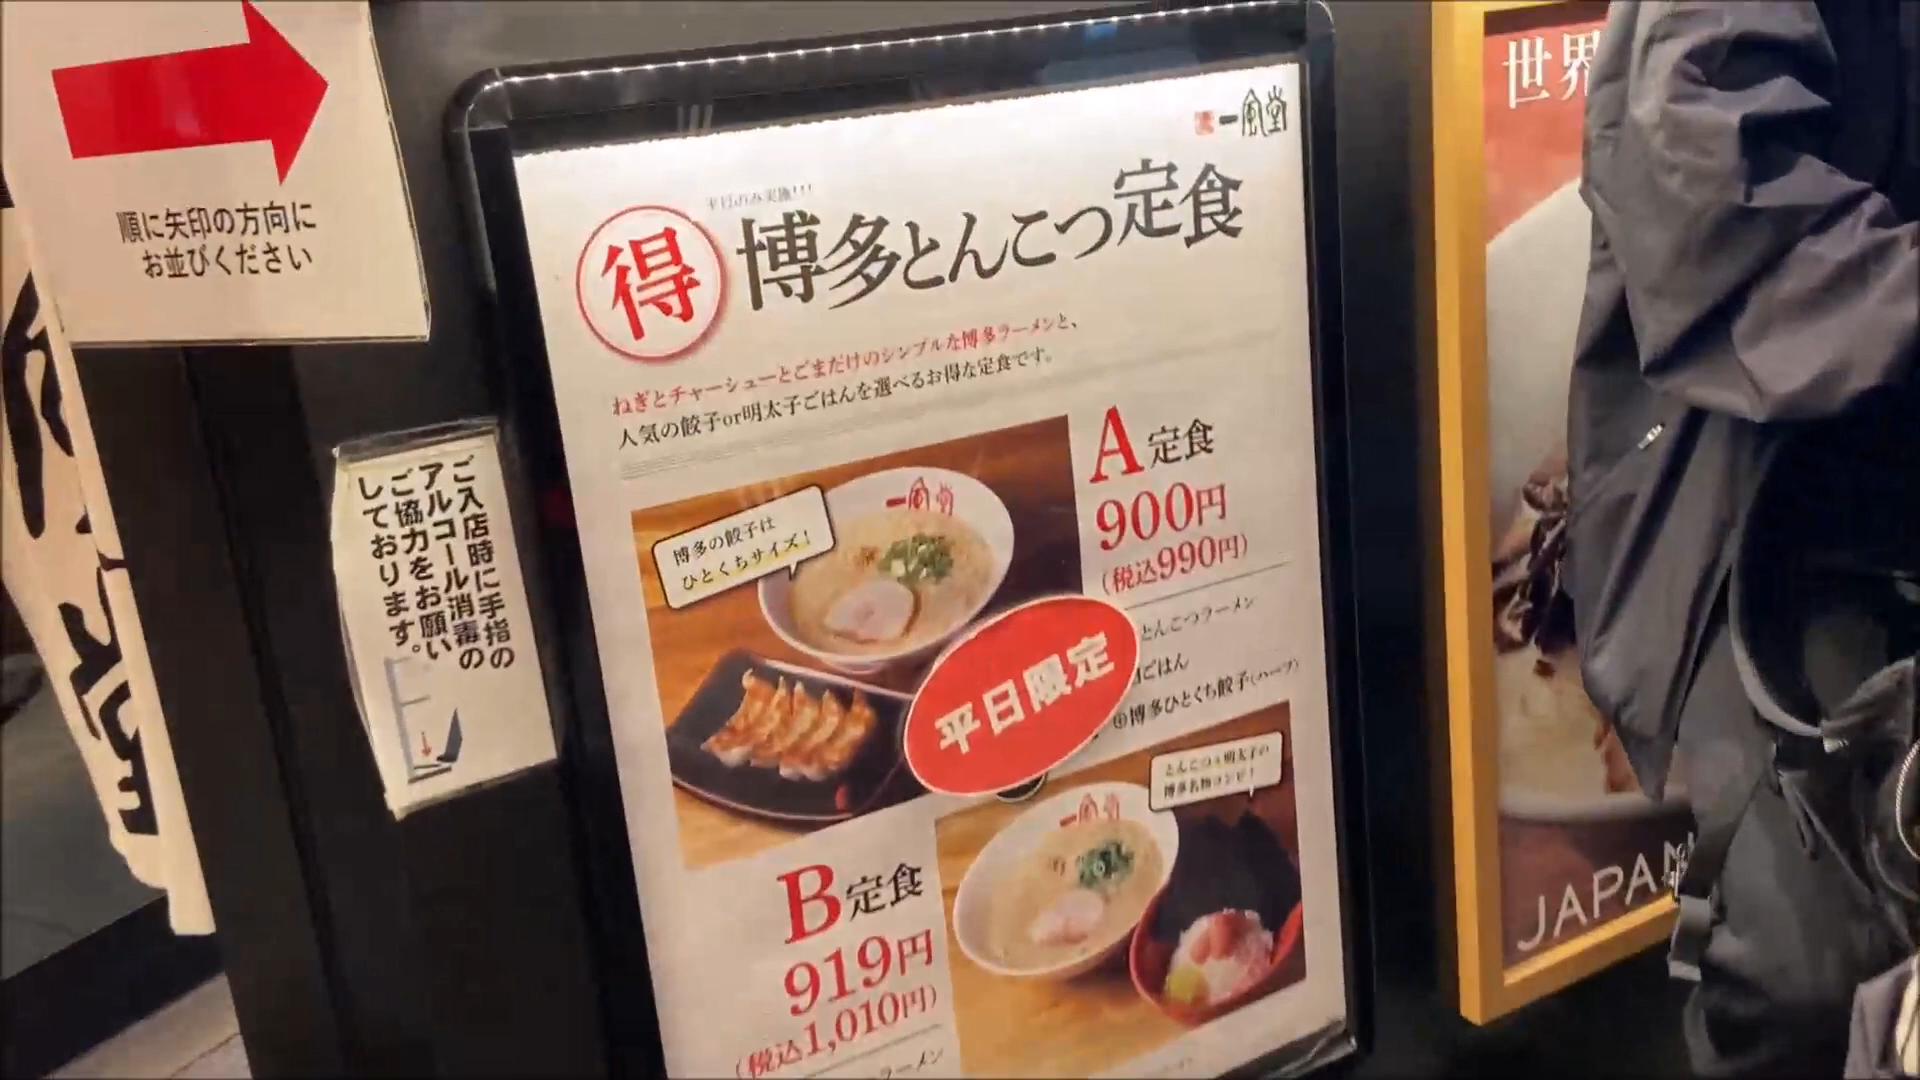 順に矢印の方向に
お並びください
ご入店時に手指の
アルコール消毒の
ご協力をお願い
しております。
一風堂
平日のみ実施!!!
得
博多とんこつ定食
ねぎとチャーシューとごまだけのシンプルな博多ラーメンと、
人気の餃子or明太子ごはんを選べるお得な定食です。
博多の餃子は
ひとくちサイズ!
一風堂
A定食
900円
(税込990円)
とんこつラーメン
ごはん
博多ひとくち餃子(ハーフ)
平日限定
とんこつ&明太子の
博多名物コンビ!
一風堂
B定食
919円
(税込1,010円)
ラーメン
世界
JAPAN